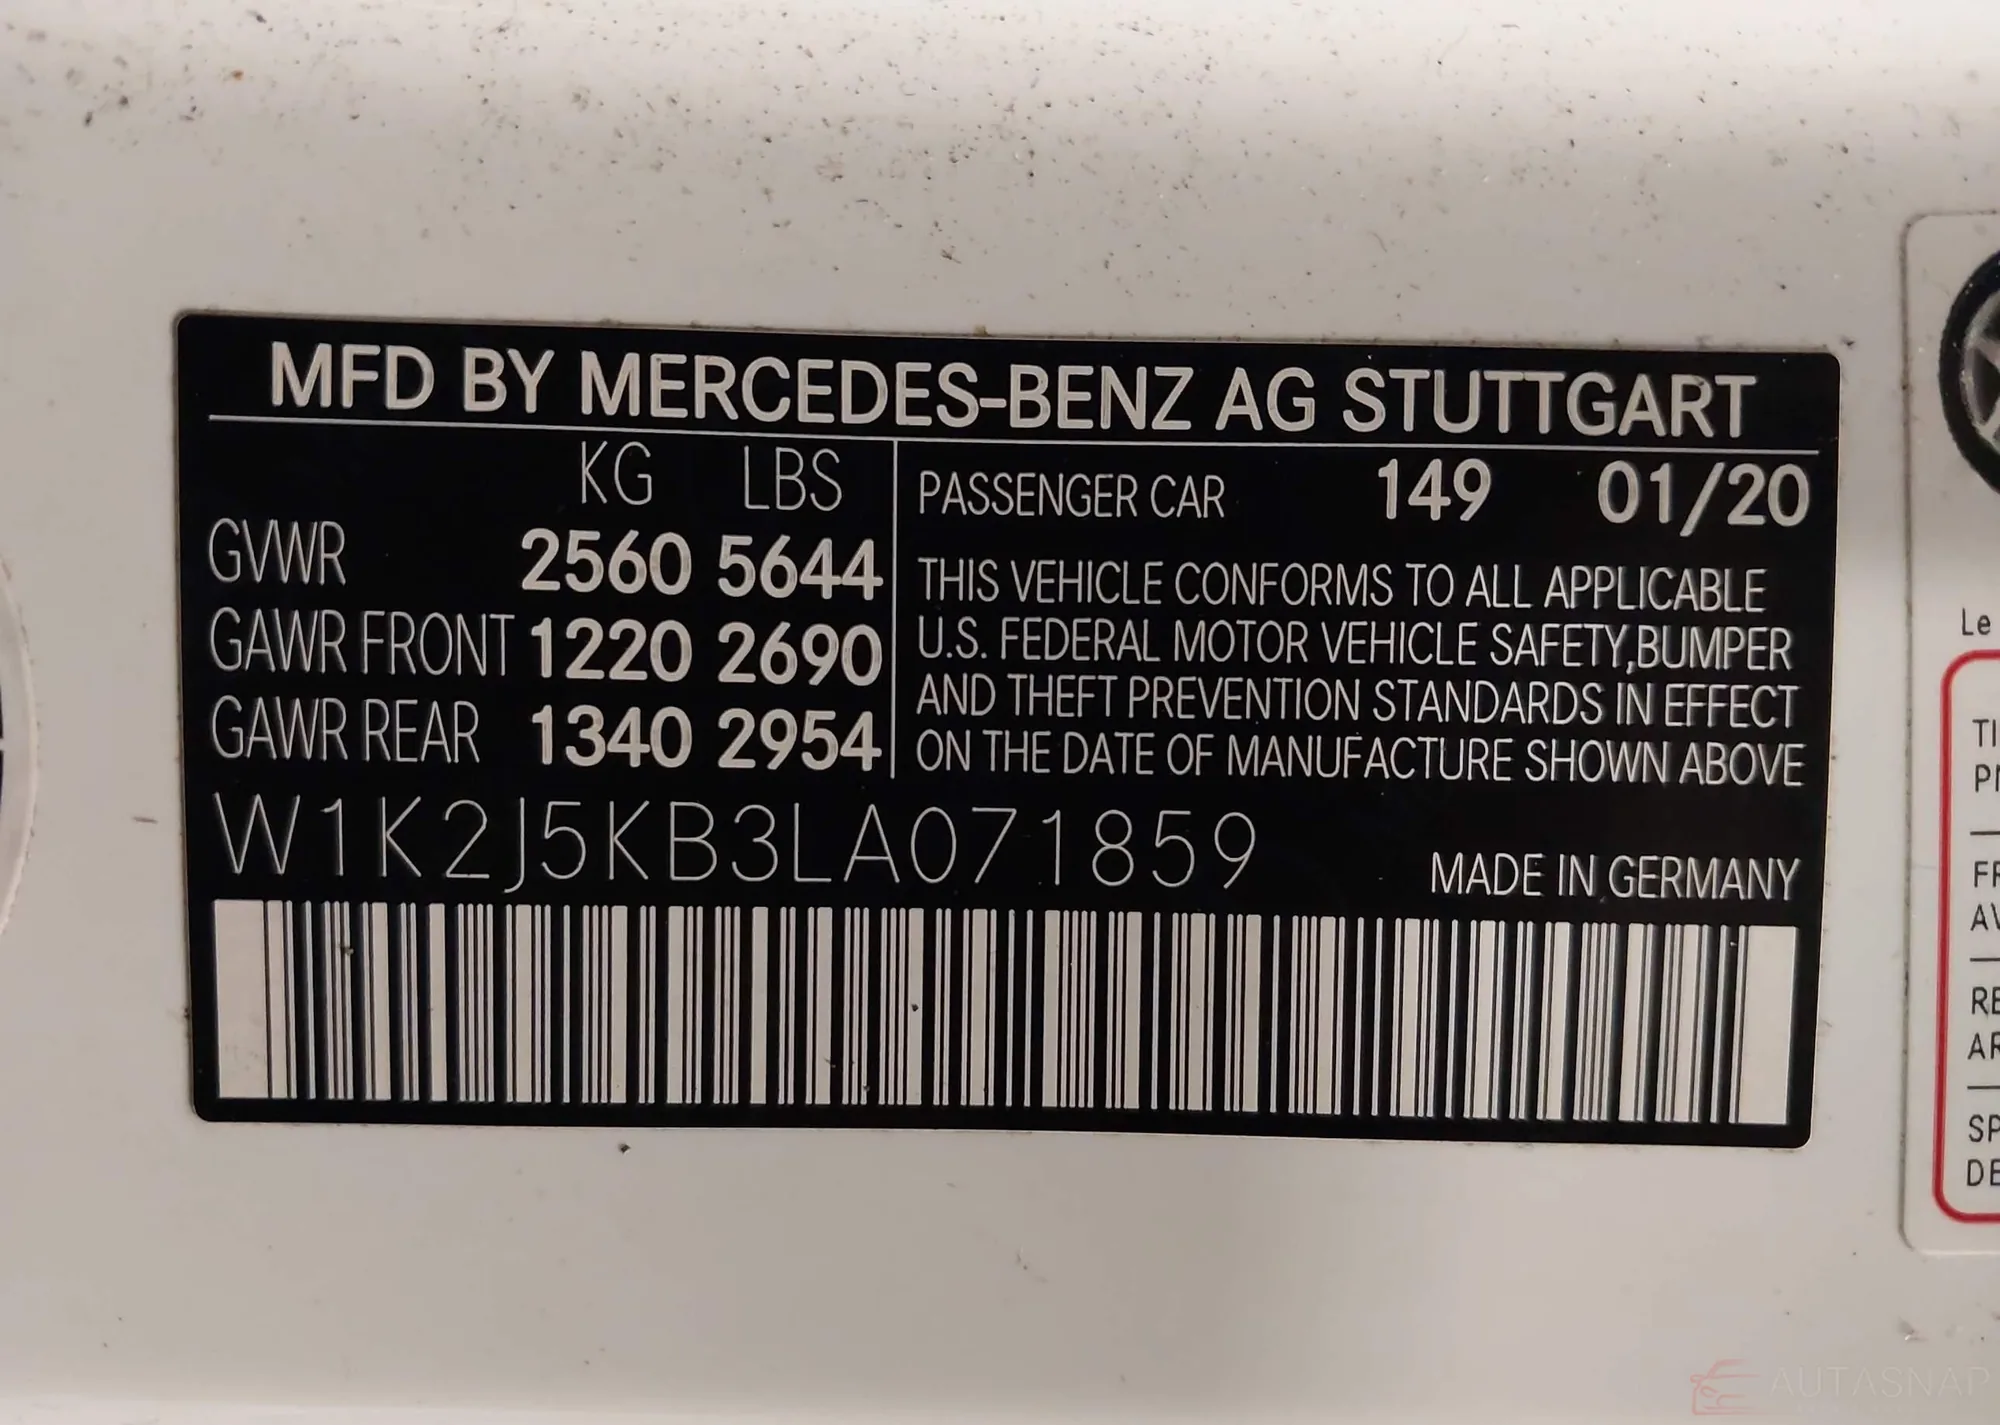 MFD BY MERCEDES-BENZ AG STUTTGART
KG LBS
GVWR 2560 5644
GAWR FRONT 1220 2690
GAWR REAR 1340 2954
PASSENGER CAR 149 01/20
THIS VEHICLE CONFORMS TO ALL APPLICABLE
U.S. FEDERAL MOTOR VEHICLE SAFETY,BUMPER
AND THEFT PREVENTION STANDARDS IN EFFECT
ON THE DATE OF MANUFACTURE SHOWN ABOVE
W1K2J5KB3LA071859
MADE IN GERMANY
Le
AUTASNAP